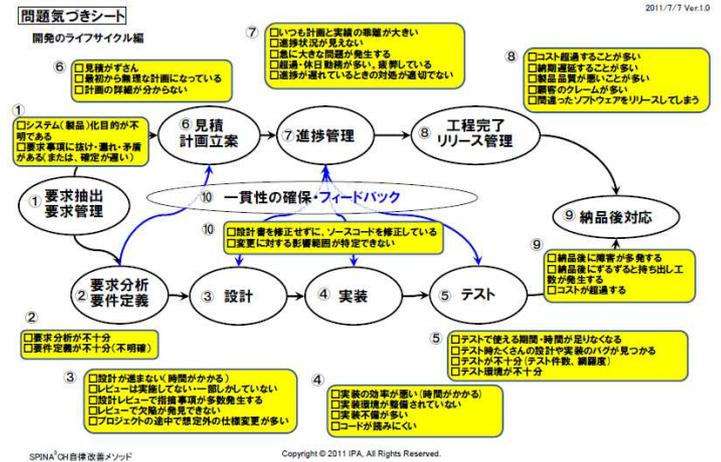 問題気づきシート
2011/7/7 Ver.1.0
開発のライフサイクル編
⑥
□見積がずさん
□最初から無理な計画になっている
□計画の詳細が分からない
⑦
□いつも計画と実績の乖離が大きい
□進捗状況が見えない
□急に大きな問題が発生する
□超過・休日勤務が多い。疲弊している
□進捗が遅れているときの対処が適切でない
⑧
□コスト超過することが多い
□納期遅延することが多い
□製品品質が悪いことが多い
□顧客のクレームが多い
□間違ったソフトウェアをリリースしてしまう
①
□システム(製品)化目的が不
明である
□要求事項に抜け・漏れ・矛盾
がある(または、確定が遅い)
⑥見積
計画立案
⑦進捗管理
⑧ 工程完了
リリース管理
①要求抽出
要求管理
⑩ 一貫性の確保・フィードバック
⑨納品後対応
⑩
□設計書を修正せずに、ソースコードを修正している
□変更に対する影響範囲が特定できない
⑨
□納品後に障害が多発する
□納品後にずるずると持ち出し工
数が発生する
□コストが超過する
②要求分析
要件定義
③ 設計
④ 実装
⑤ テスト
②
□要求分析が不十分
□要件定義が不十分(不明確)
⑤
□テストで使える期間・時間が足りなくなる
□テスト時たくさんの設計や実装のバグが見つかる
□テストが不十分(テスト件数、網羅度)
□テスト環境が不十分
③
□設計が進まない(時間がかかる)
□レビューは実施してない・一部しかしていない
□設計レビューで指摘事項が多数発生する
□レビューで欠陥が発見できない
□プロジェクトの途中で想定外の仕様変更が多い
④
□実装の効率が悪い(時間がかかる)
□実装環境が整備されていない
□実装不備が多い
□コードが読みにくい
SPINA³CH自律改善メソッド
Copyright © 2011 IPA, All Rights Reserved.